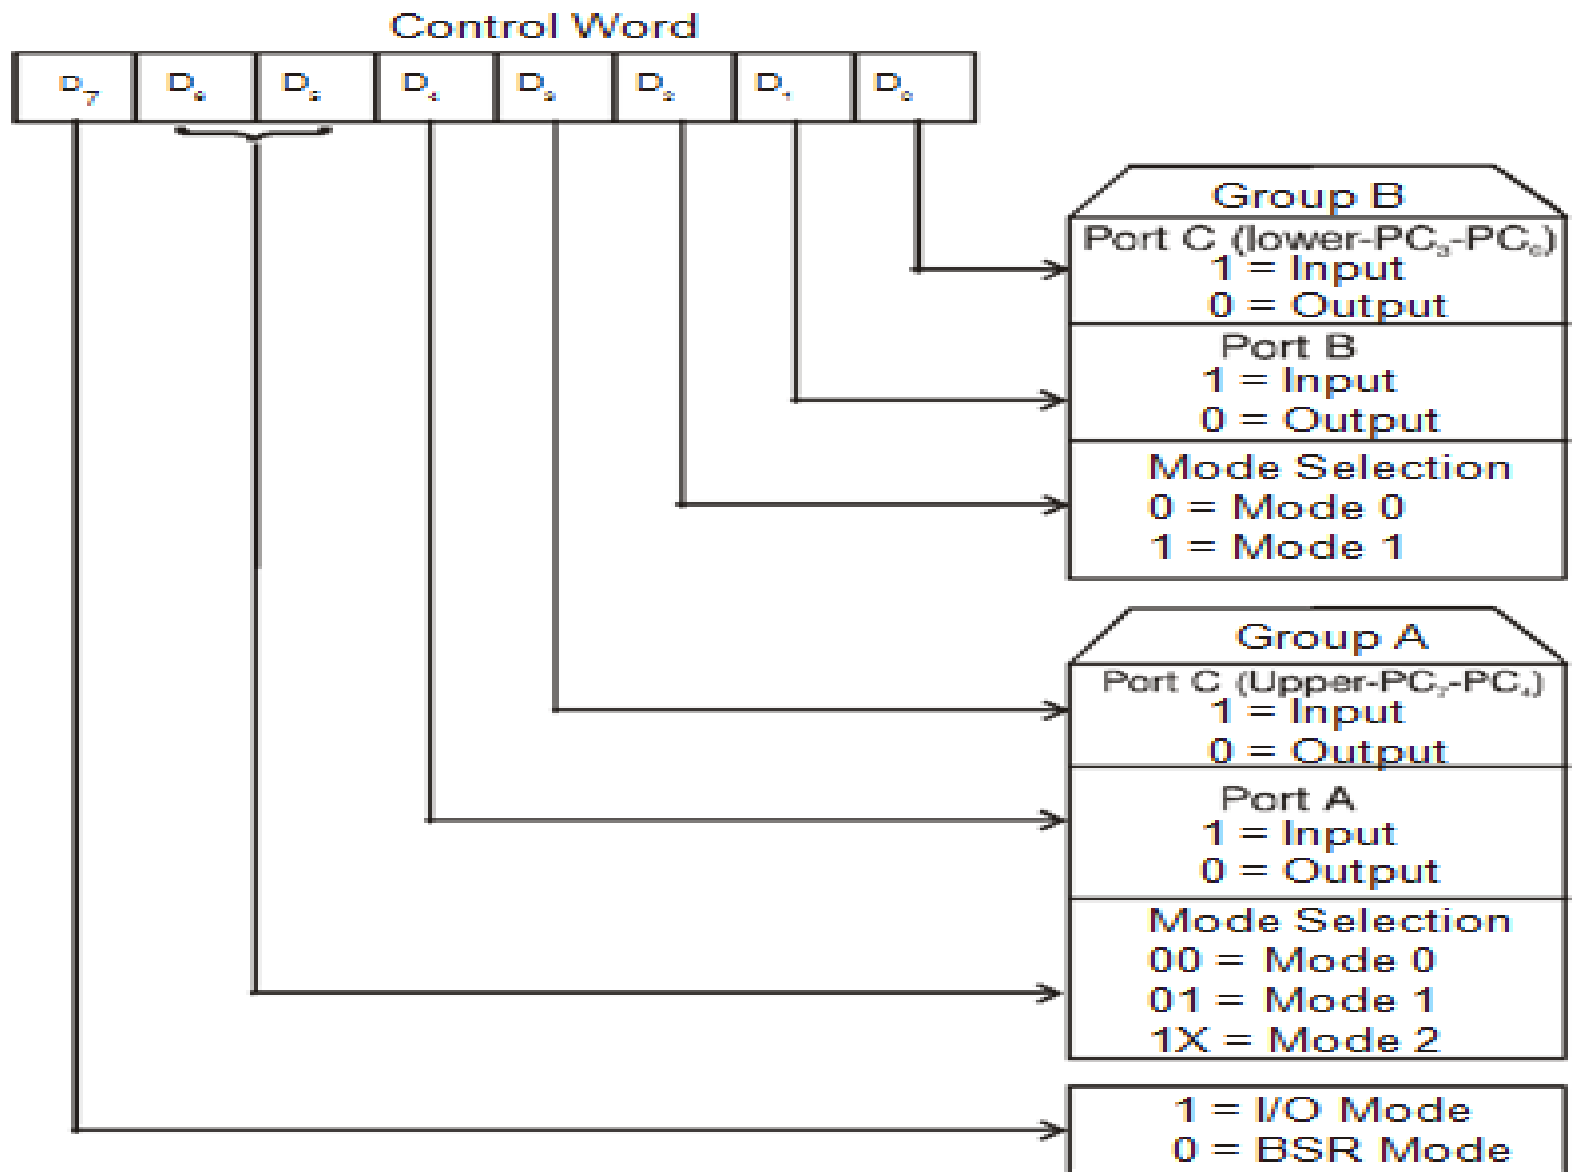 Control Word
D7 D6 D5 D4 D3 D2 D1 D0
Group B
Port C (lower-PC3-PC0)
1 = Input
0 = Output
Port B
1 = Input
0 = Output
Mode Selection
0 = Mode 0
1 = Mode 1
Group A
Port C (Upper-PC7-PC4)
1 = Input
0 = Output
Port A
1 = Input
0 = Output
Mode Selection
00 = Mode 0
01 = Mode 1
1X = Mode 2
1 = I/O Mode
0 = BSR Mode